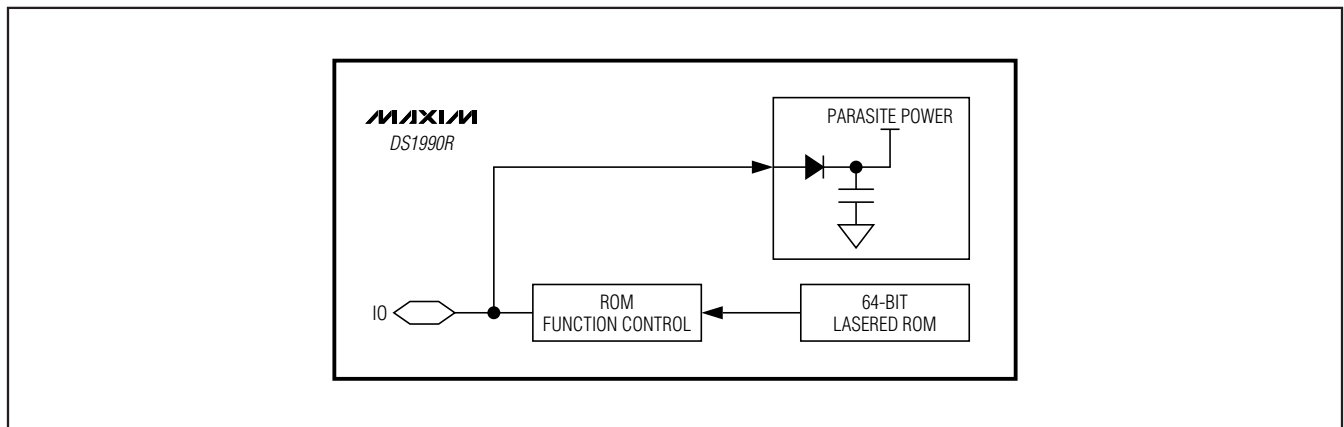 MAXIM
DS1990R
PARASITE POWER
IO
ROM
FUNCTION CONTROL
64-BIT
LASERED ROM